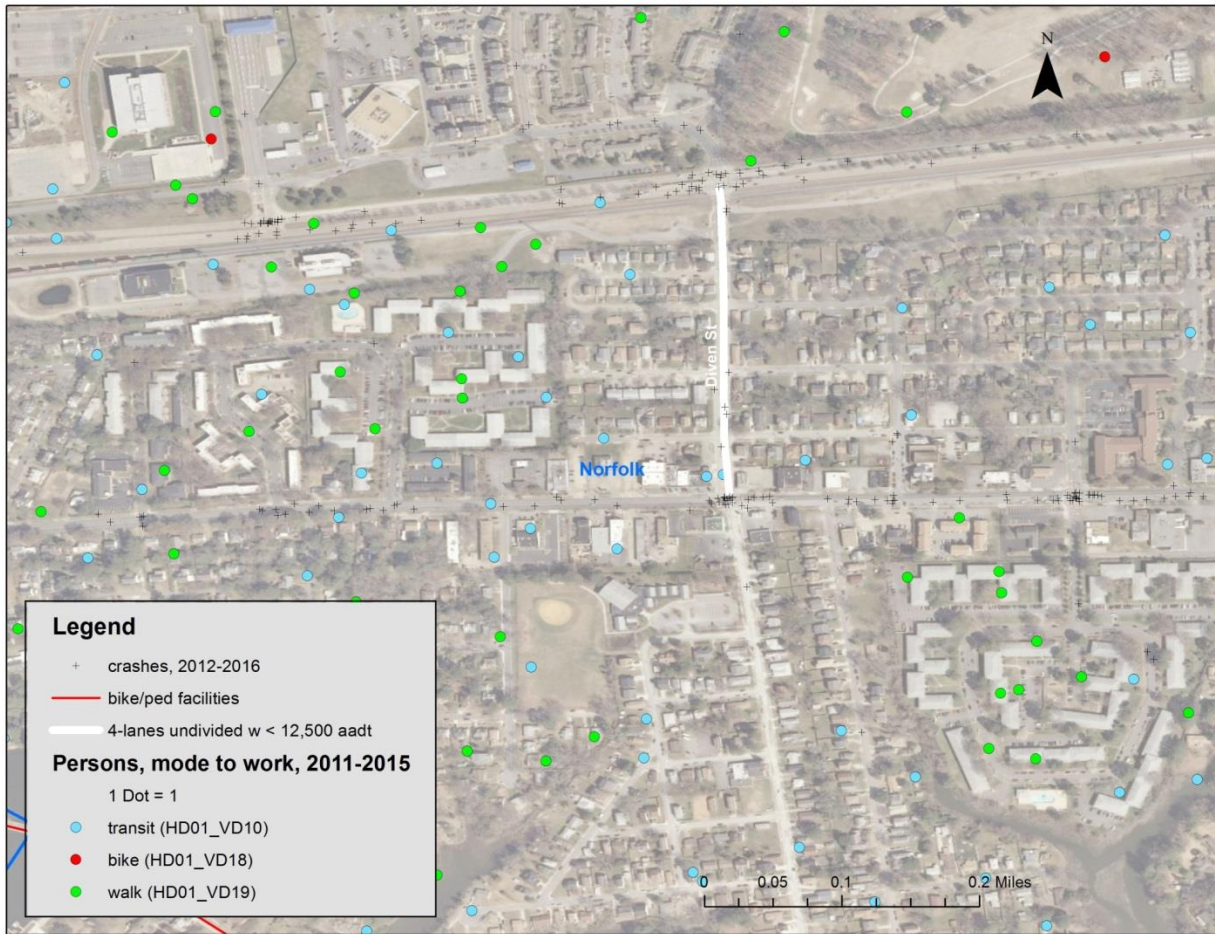 N
Diven St
Norfolk
Legend
crashes, 2012-2016
bike/ped facilities
4-lanes undivided w < 12,500 aadt
Persons, mode to work, 2011-2015
1 Dot = 1
transit (HD01_VD10)
bike (HD01_VD18)
walk (HD01_VD19)
0 0.05 0.1 0.2 Miles